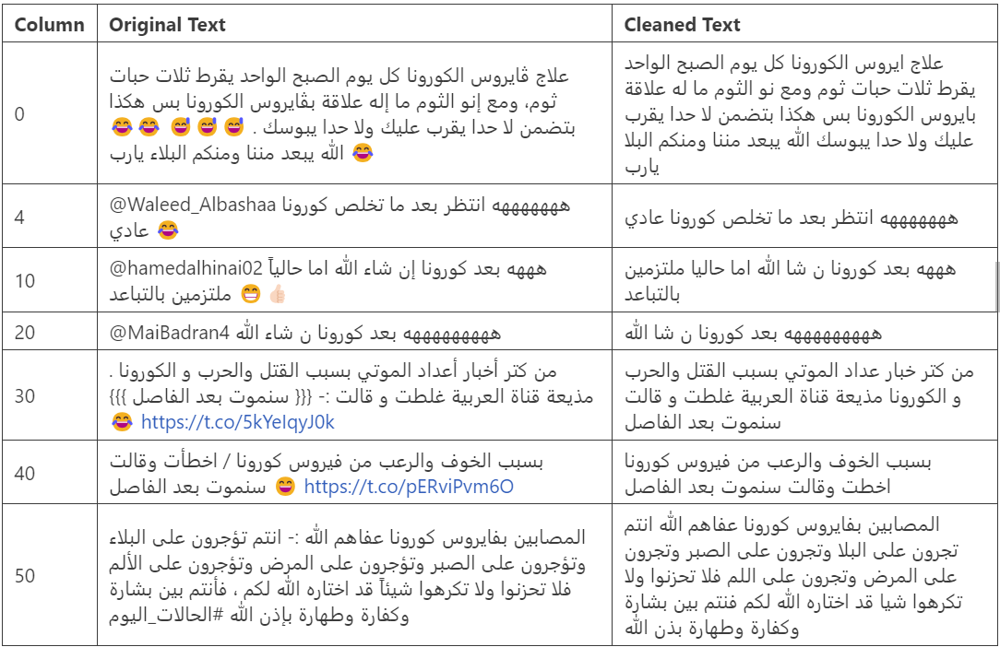 Column Original Text Cleaned Text
0
علاج ڤايروس الكورونا كل يوم الصبح الواحد يقرط ثلاث حبات
ثوم، ومع إنو الثوم ما إله علاقة بڤايروس الكورونا بس هكذا
بتضمن لا حدا يقرب عليك ولا حدا يبوسك . 😅😅😅 😂😂
😂 الله يبعد مننا ومنكم البلاء يارب
علاج ايروس الكورونا كل يوم الصبح الواحد
يقرط ثلاث حبات ثوم ومع نو الثوم ما له علاقة
بايروس الكورونا بس هكذا بتضمن لا حدا يقرب
عليك ولا حدا يبوسك الله يبعد مننا ومنكم البلا
يارب
4
@Waleed_Albashaa هههههههه انتظر بعد ما تخلص كورونا
عادي 😂
هههههههه انتظر بعد ما تخلص كورونا عادي
10
@hamedalhinai02 هههه بعد كورونا إن شاء الله اما حالياً
ملتزمين بالتباعد 😁👍🏻
هههه بعد كورونا ن شا الله اما حاليا ملتزمين
بالتباعد
20
@MaiBadran4 هههههههههه بعد كورونا ن شاء الله
هههههههههه بعد كورونا ن شا الله
30
من كتر أخبار أعداد الموتي بسبب القتل والحرب و الكورونا .
مذيعة قناة العربية غلطت و قالت :- {{{ سنموت بعد الفاصل }}}
😂 https://t.co/5kYeIqyJ0k
من كتر خبار عداد الموتي بسبب القتل والحرب
و الكورونا مذيعة قناة العربية غلطت و قالت
سنموت بعد الفاصل
40
بسبب الخوف والرعب من فيروس كورونا / اخطأت وقالت
سنموت بعد الفاصل 😄 https://t.co/pERviPvm6O
بسبب الخوف والرعب من فيروس كورونا
اخطت وقالت سنموت بعد الفاصل
50
المصابين بفايروس كورونا عفاهم الله :- انتم تؤجرون على البلاء
وتؤجرون على الصبر وتؤجرون على المرض وتؤجرون على الألم
فلا تحزنوا ولا تكرهوا شيئاً قد اختاره الله لكم ، فأنتم بين بشارة
وكفارة وطهارة بإذن الله #الحالات_اليوم
المصابين بفايروس كورونا عفاهم الله انتم
تجرون على البلا وتجرون على الصبر وتجرون
على المرض وتجرون على اللم فلا تحزنوا ولا
تكرهوا شيا قد اختاره الله لكم فنتم بين بشارة
وكفارة وطهارة بذن الله